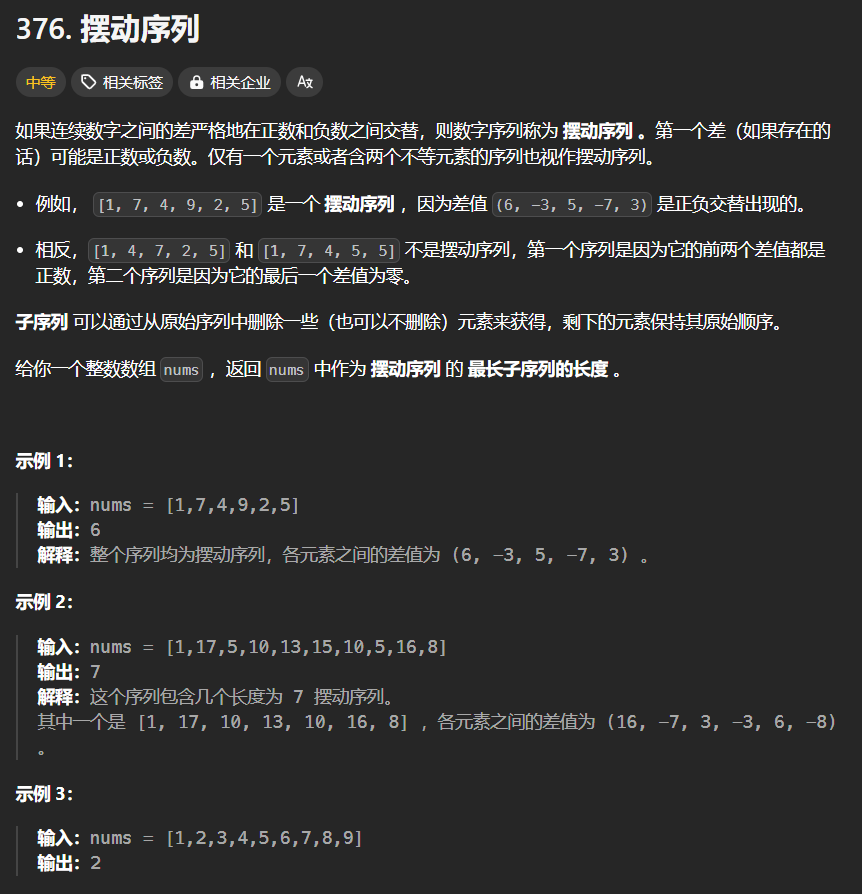 376. 摆动序列
中等 相关标签 相关企业 Aあ
如果连续数字之间的差严格地在正数和负数之间交替，则数字序列称为 摆动序列 。第一个差（如果存在的
话）可能是正数或负数。仅有一个元素或者含两个不等元素的序列也视作摆动序列。
• 例如， [1, 7, 4, 9, 2, 5] 是一个 摆动序列 ，因为差值 (6, -3, 5, -7, 3) 是正负交替出现的。
• 相反，[1, 4, 7, 2, 5] 和 [1, 7, 4, 5, 5] 不是摆动序列，第一个序列是因为它的前两个差值都是
正数，第二个序列是因为它的最后一个差值为零。
子序列 可以通过从原始序列中删除一些（也可以不删除）元素来获得，剩下的元素保持其原始顺序。
给你一个整数数组 nums ，返回 nums 中作为 摆动序列 的 最长子序列的长度 。
示例 1：
输入：nums = [1,7,4,9,2,5]
输出：6
解释：整个序列均为摆动序列，各元素之间的差值为 (6, -3, 5, -7, 3) 。
示例 2：
输入：nums = [1,17,5,10,13,15,10,5,16,8]
输出：7
解释：这个序列包含几个长度为 7 摆动序列。
其中一个是 [1, 17, 10, 13, 10, 16, 8] ，各元素之间的差值为 (16, -7, 3, -3, 6, -8)
。
示例 3：
输入：nums = [1,2,3,4,5,6,7,8,9]
输出：2